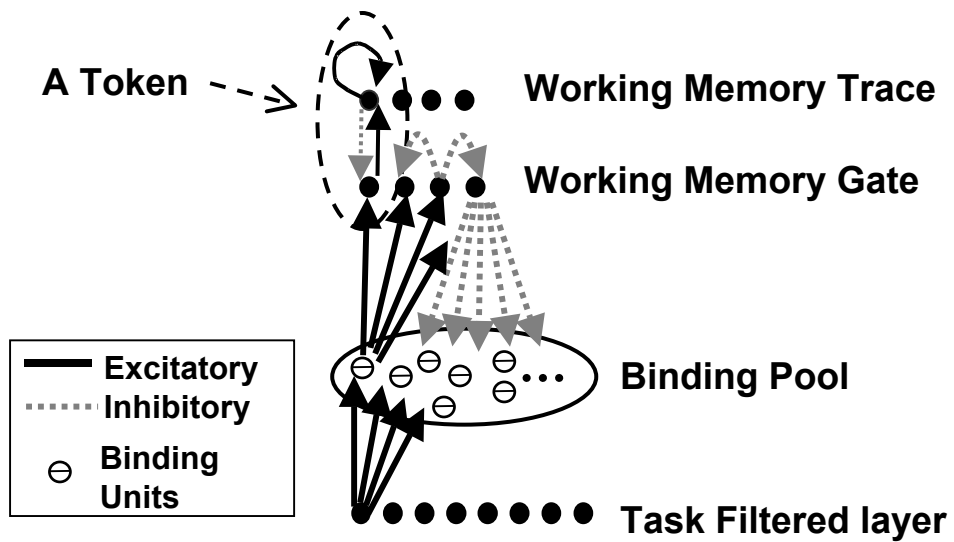 A Token
Working Memory Trace
Working Memory Gate
Excitatory
Inhibitory
Binding
Units
Binding Pool
Task Filtered layer